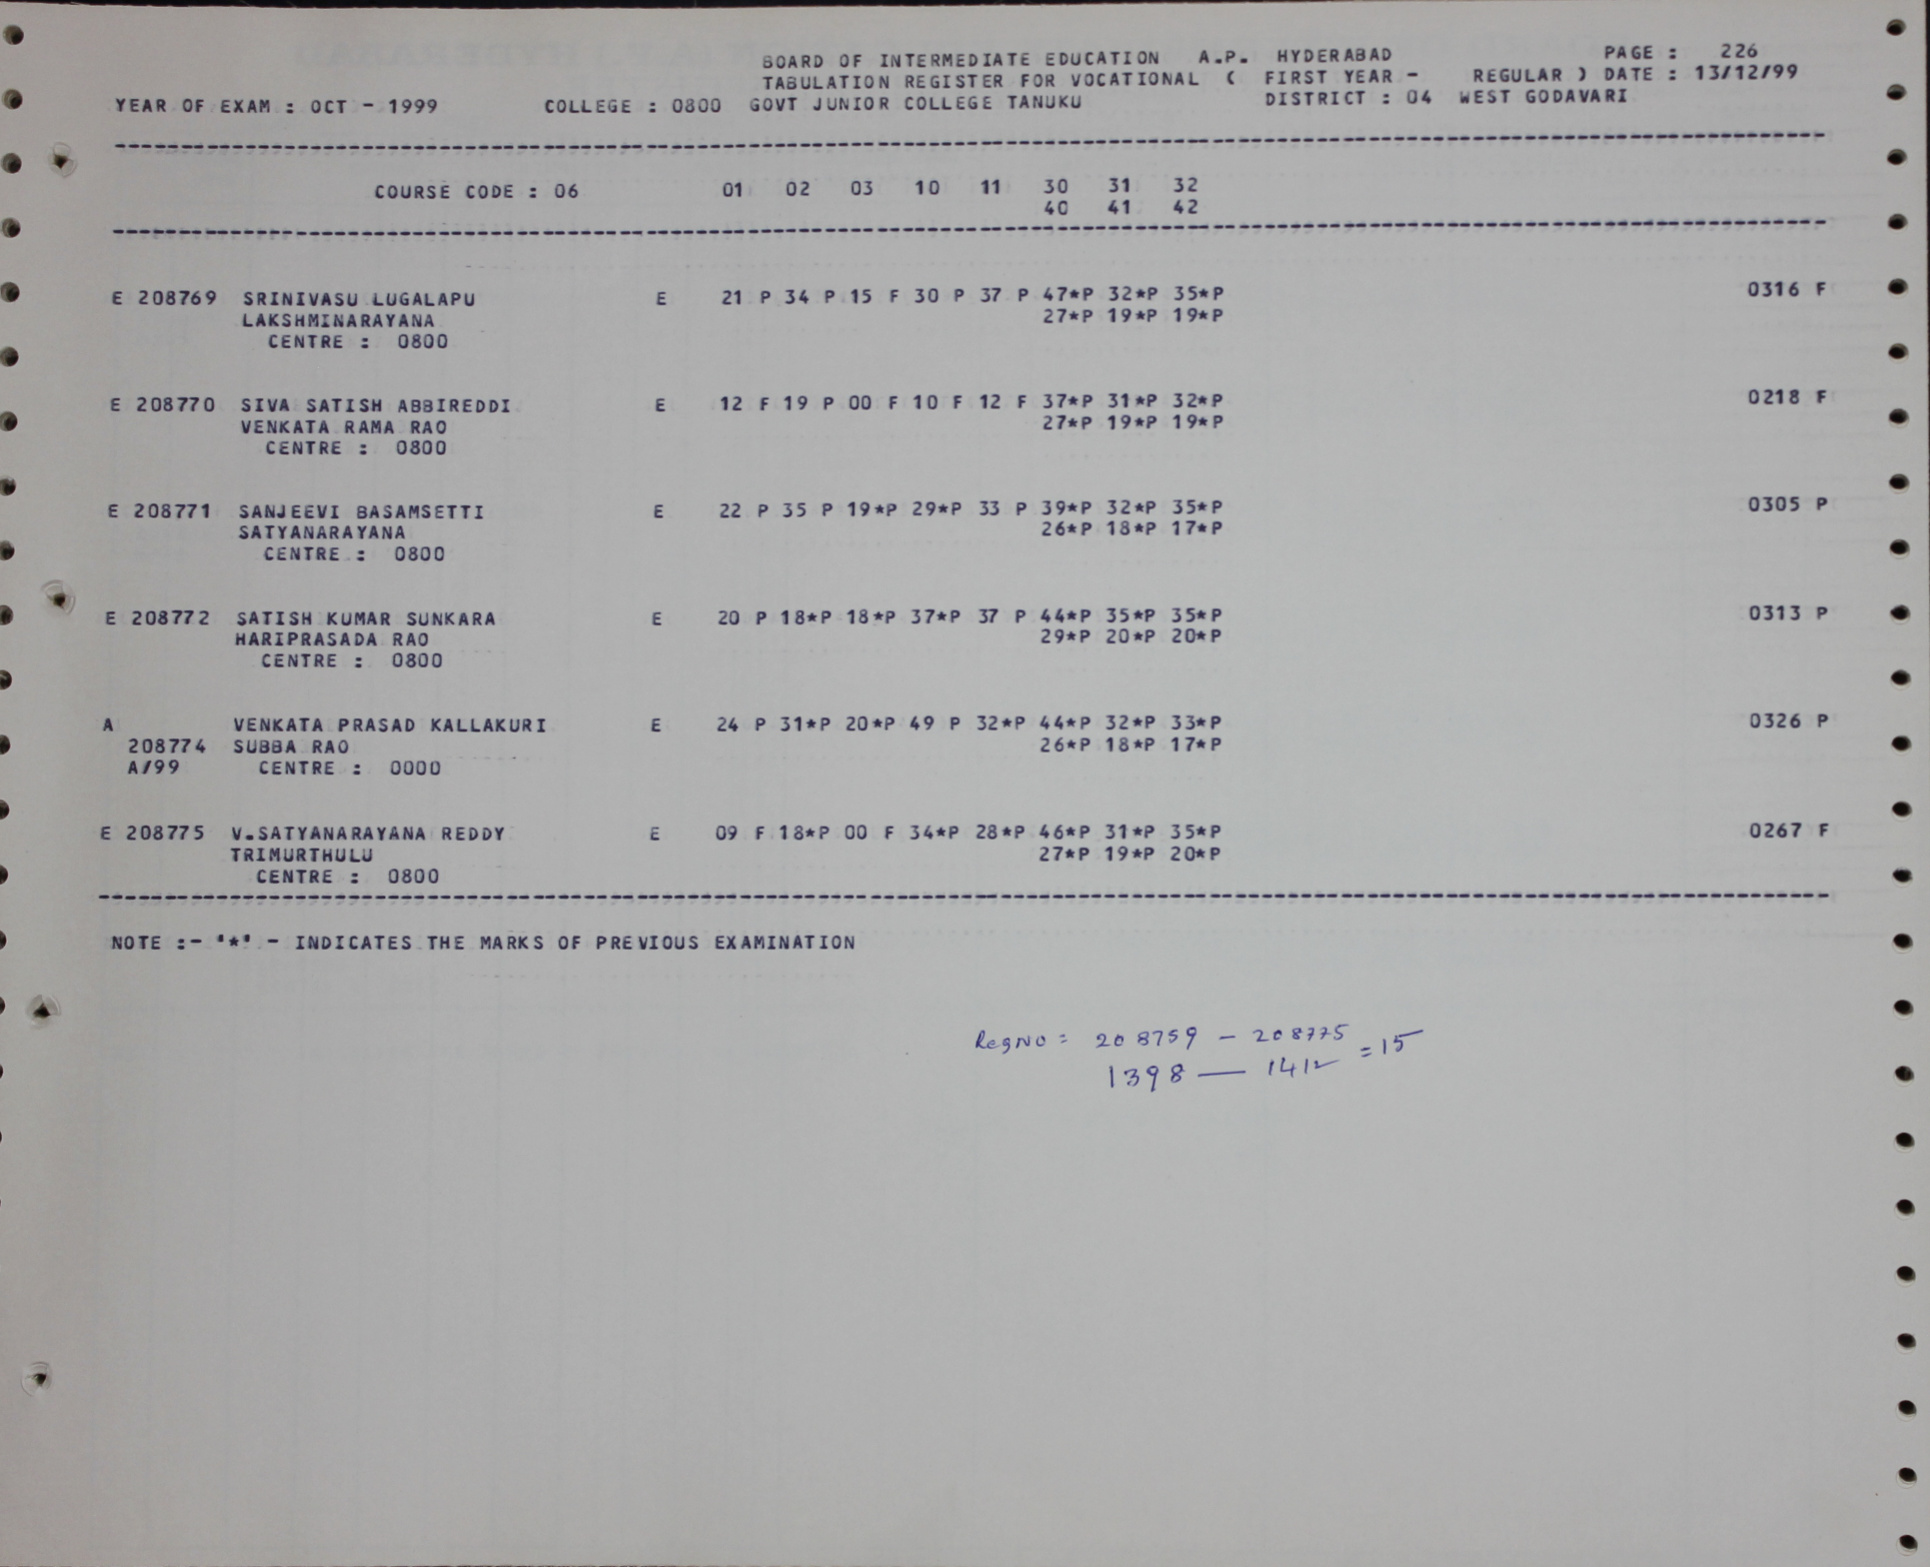 BOARD OF INTERMEDIATE EDUCATION A.P. HYDERABAD PAGE : 226
TABULATION REGISTER FOR VOCATIONAL ( FIRST YEAR - REGULAR ) DATE : 13/12/99
YEAR OF EXAM : OCT - 1999 COLLEGE : 0800 GOVT JUNIOR COLLEGE TANUKU DISTRICT : 04 WEST GODAVARI
COURSE CODE : 06 01 02 03 10 11 30 31 32
40 41 42
E 208769 SRINIVASU LUGALAPU E 21 P 34 P 15 F 30 P 37 P 47*P 32*P 35*P 0316 F
LAKSHMINARAYANA 27*P 19*P 19*P
CENTRE : 0800
E 208770 SIVA SATISH ABBIREDDI E 12 F 19 P 00 F 10 F 12 F 37*P 31*P 32*P 0218 F
VENKATA RAMA RAO 27*P 19*P 19*P
CENTRE : 0800
E 208771 SANJEEVI BASAMSETTI E 22 P 35 P 19*P 29*P 33 P 39*P 32*P 35*P 0305 P
SATYANARAYANA 26*P 18*P 17*P
CENTRE : 0800
E 208772 SATISH KUMAR SUNKARA E 20 P 18*P 18*P 37*P 37 P 44*P 35*P 35*P 0313 P
HARIPRASADA RAO 29*P 20*P 20*P
CENTRE : 0800
A VENKATA PRASAD KALLAKURI E 24 P 31*P 20*P 49 P 32*P 44*P 32*P 33*P 0326 P
208774 SUBBA RAO 26*P 18*P 17*P
A/99 CENTRE : 0000
E 208775 V.SATYANARAYANA REDDY E 09 F 18*P 00 F 34*P 28*P 46*P 31*P 35*P 0267 F
TRIMURTHULU 27*P 19*P 20*P
CENTRE : 0800
NOTE :- '*' - INDICATES THE MARKS OF PREVIOUS EXAMINATION
RegNo = 208759 - 208775 = 15
1398 — 1412